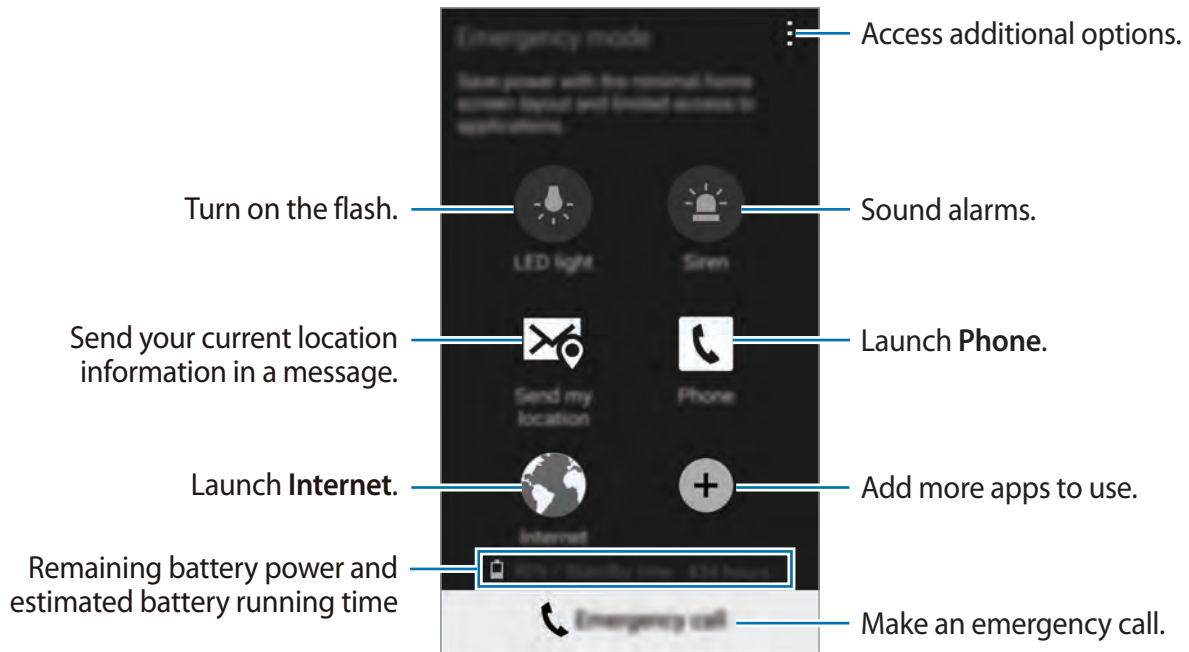 Emergency mode
Access additional options.
Save power with the minimal home
screen layout and limited access to
applications.
Turn on the flash.
Sound alarms.
LED light
Siren
Send your current location
information in a message.
Launch Phone.
Send my
location
Phone
Launch Internet.
Add more apps to use.
Internet
Remaining battery power and
estimated battery running time
Standby time
hours
Emergency call
Make an emergency call.